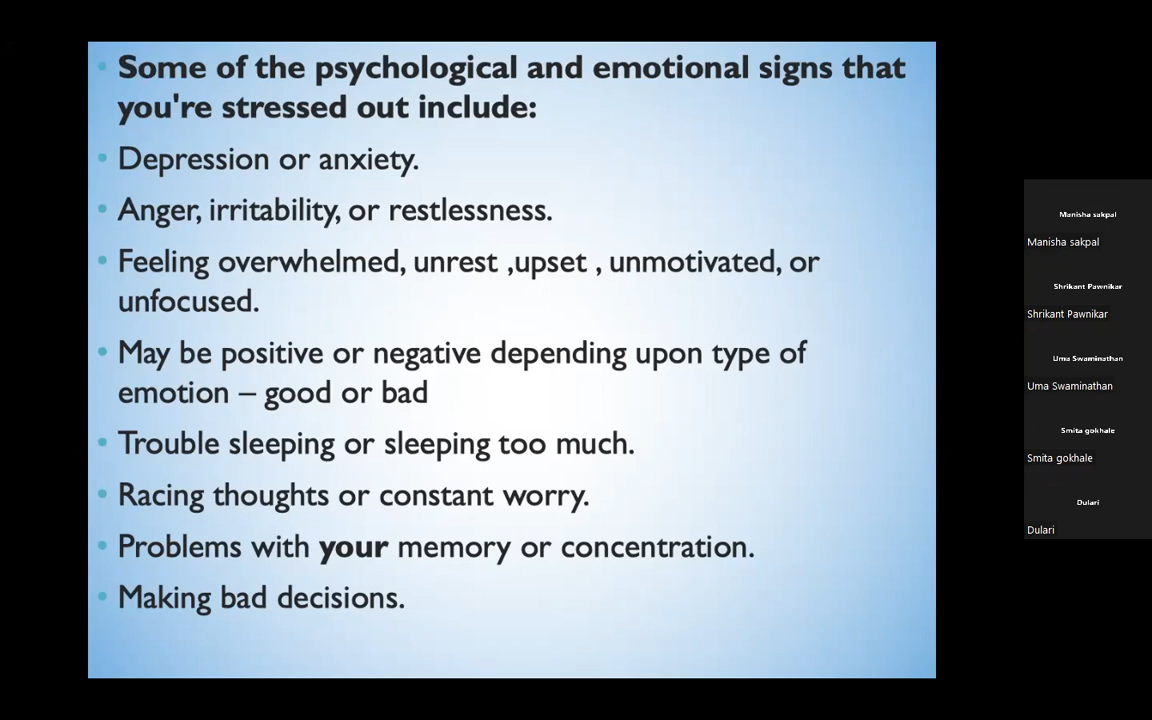 • Some of the psychological and emotional signs that
you're stressed out include:
• Depression or anxiety.
• Anger, irritability, or restlessness.
• Feeling overwhelmed, unrest ,upset , unmotivated, or
unfocused.
• May be positive or negative depending upon type of
emotion – good or bad
• Trouble sleeping or sleeping too much.
• Racing thoughts or constant worry.
• Problems with your memory or concentration.
• Making bad decisions.
Manisha sakpal
Manisha sakpal
Shrikant Pawnikar
Shrikant Pawnikar
Uma Swaminathan
Uma Swaminathan
Smita gokhale
Smita gokhale
Dulari
Dulari